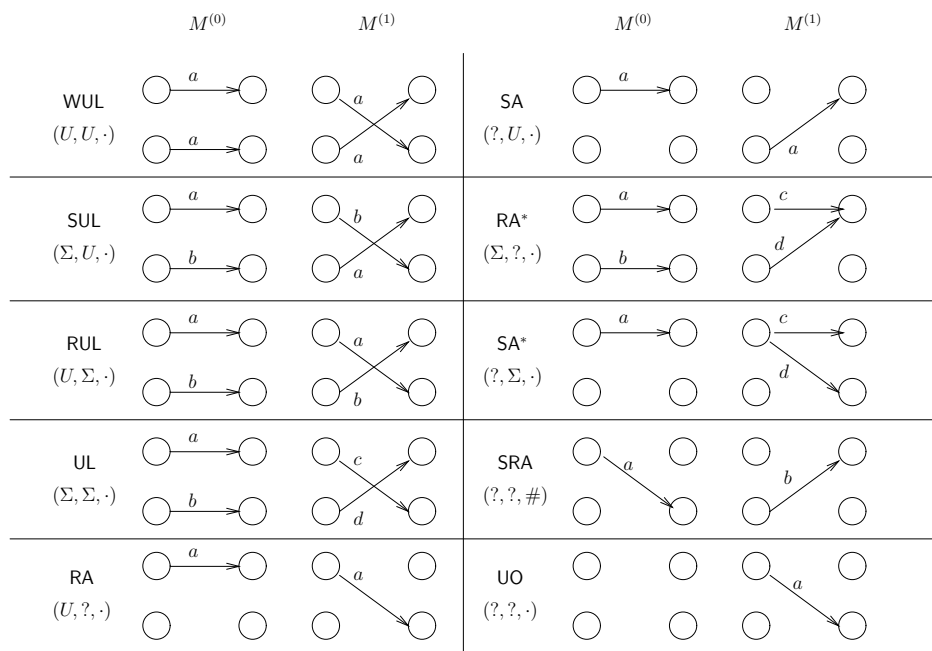 M^{(0)} M^{(1)} M^{(0)} M^{(1)}
WUL a a SA a
(U, U, ·) a a (?, U, ·) a
SUL a b RA* a c
(Σ, U, ·) b a (Σ, ?, ·) b d
RUL a a SA* a c
(U, Σ, ·) b b (?, Σ, ·) d
UL a c SRA a b
(Σ, Σ, ·) b d (?, ?, #)
RA a a UO a
(U, ?, ·) (?, ?, ·)